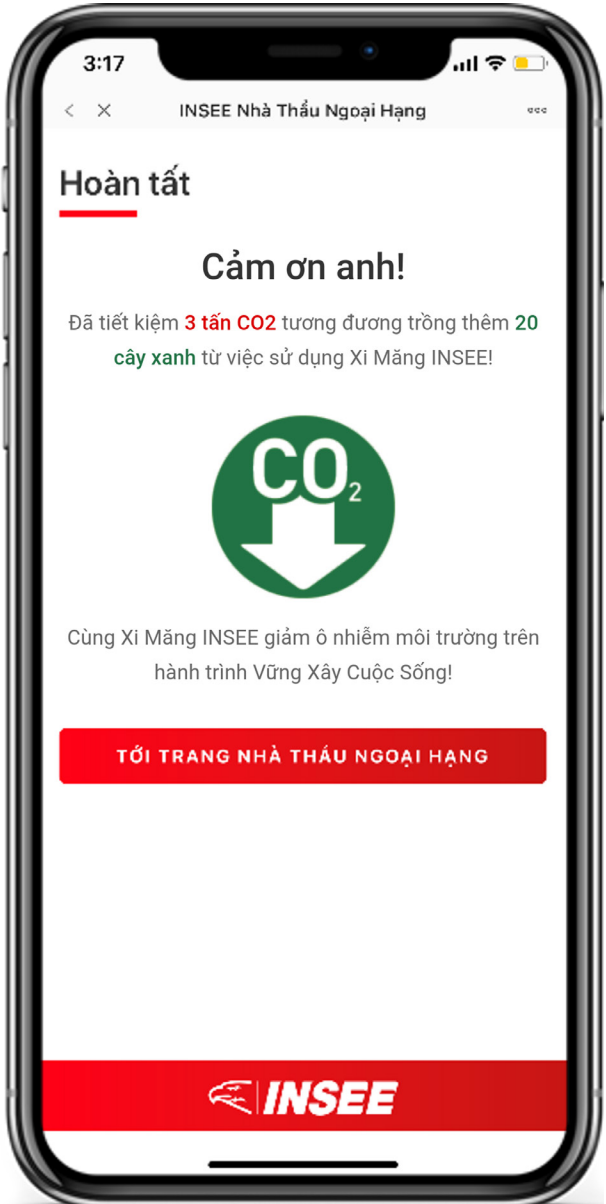 3:17
INSEE Nhà Thầu Ngoại Hạng
Hoàn tất
Cảm ơn anh!
Đã tiết kiệm 3 tấn CO2 tương đương trồng thêm 20
cây xanh từ việc sử dụng Xi Măng INSEE!
CO2
Cùng Xi Măng INSEE giảm ô nhiễm môi trường trên
hành trình Vững Xây Cuộc Sống!
TỚI TRANG NHÀ THẦU NGOẠI HẠNG
INSEE